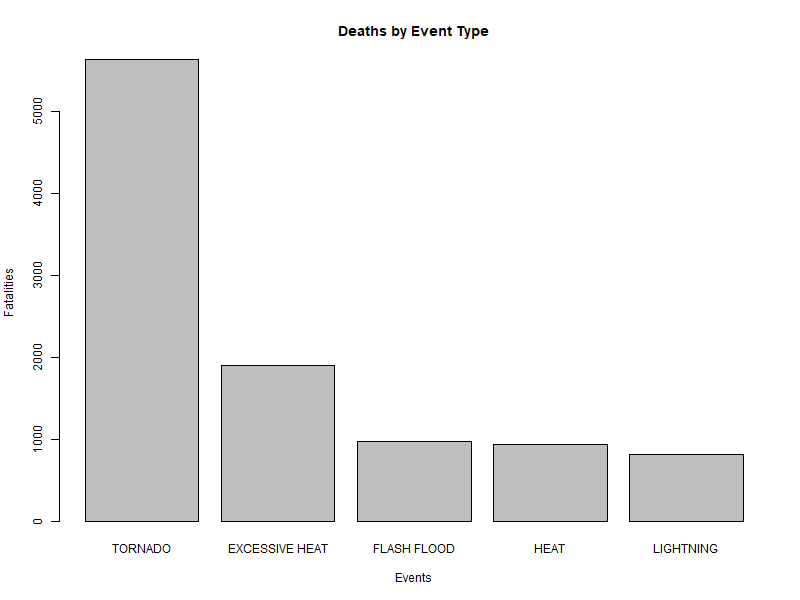 Deaths by Event Type
Fatalities
5000
4000
3000
2000
1000
0
TORNADO EXCESSIVE HEAT FLASH FLOOD HEAT LIGHTNING
Events